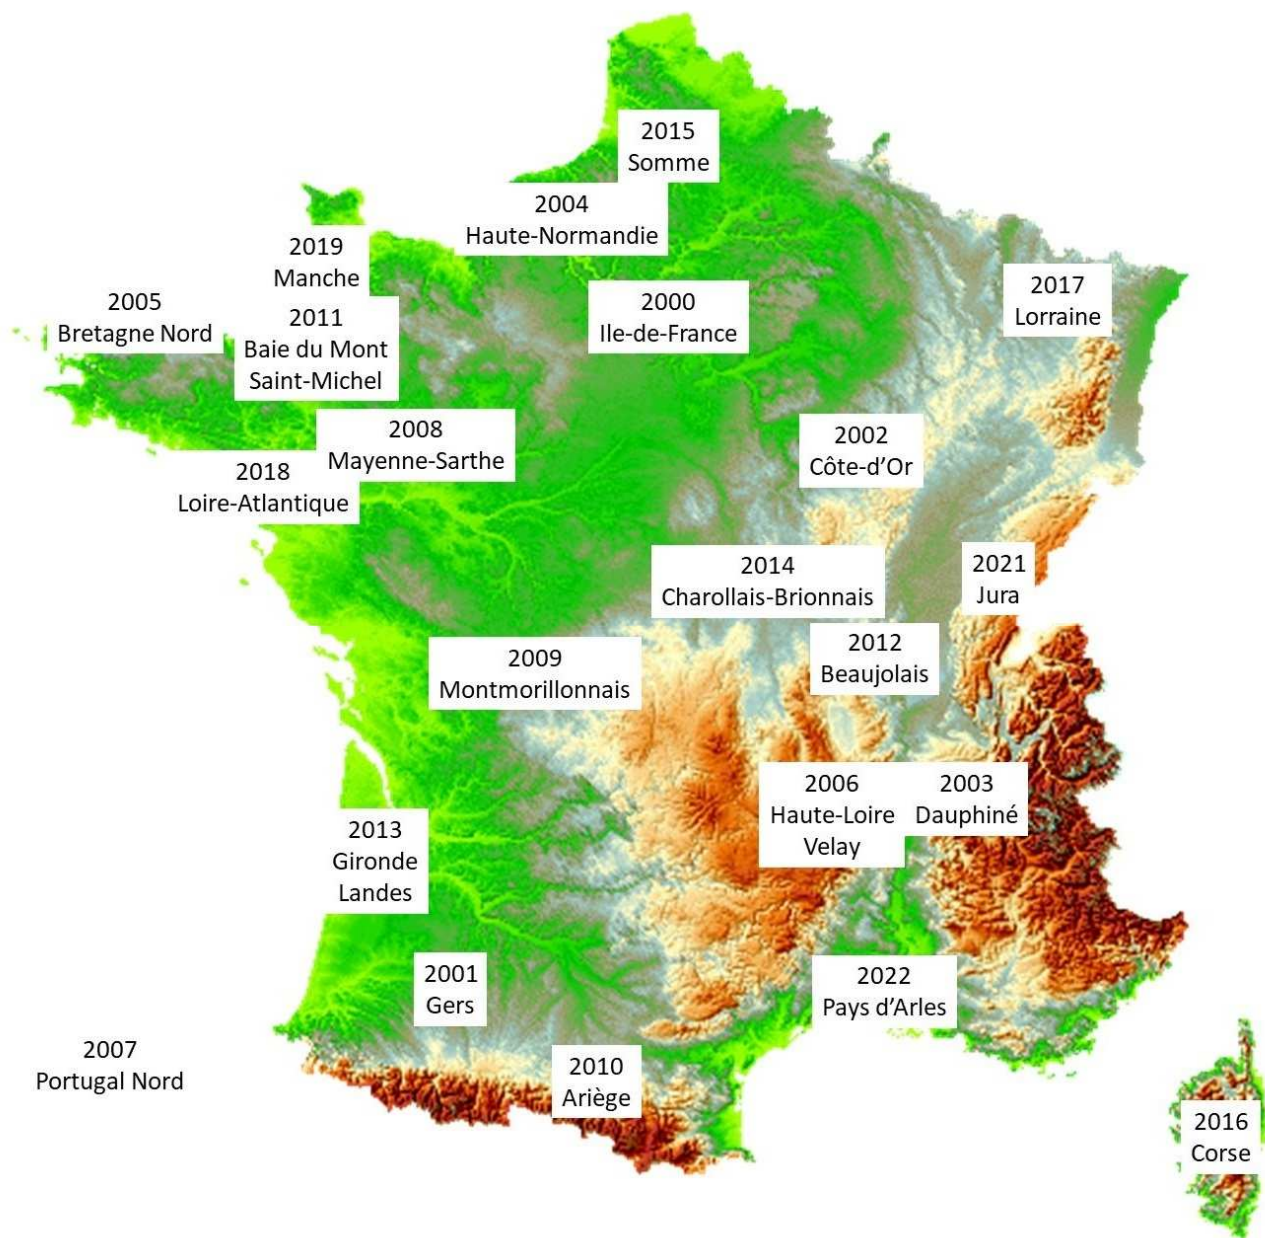 2015
Somme
2004
Haute-Normandie
2019
Manche
2005
Bretagne Nord
2011
Baie du Mont
Saint-Michel
2000
Ile-de-France
2017
Lorraine
2008
Mayenne-Sarthe
2002
Côte-d’Or
2018
Loire-Atlantique
2014
Charollais-Brionnais
2021
Jura
2012
Beaujolais
2009
Montmorillonnais
2006
Haute-Loire
Velay
2003
Dauphiné
2013
Gironde
Landes
2001
Gers
2022
Pays d’Arles
2007
Portugal Nord
2010
Ariège
2016
Corse